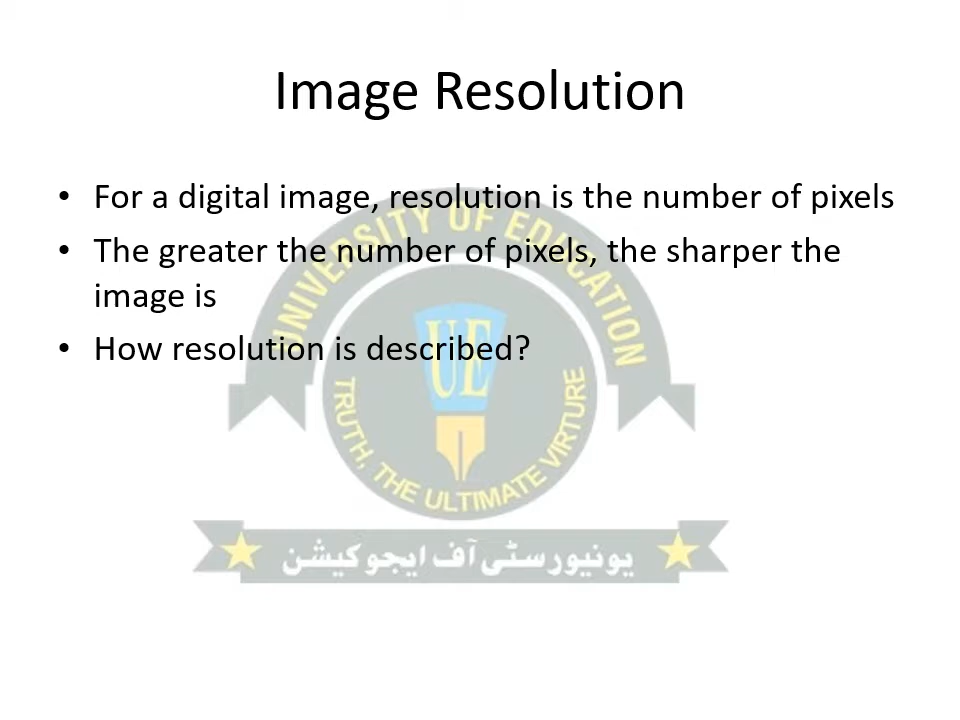 Image Resolution
• For a digital image, resolution is the number of pixels
• The greater the number of pixels, the sharper the
image is
• How resolution is described?
UNIVERSITY OF EDUCATION
UE
TRUTH, THE ULTIMATE VIRTURE
یونیورسٹی آف ایجوکیشن